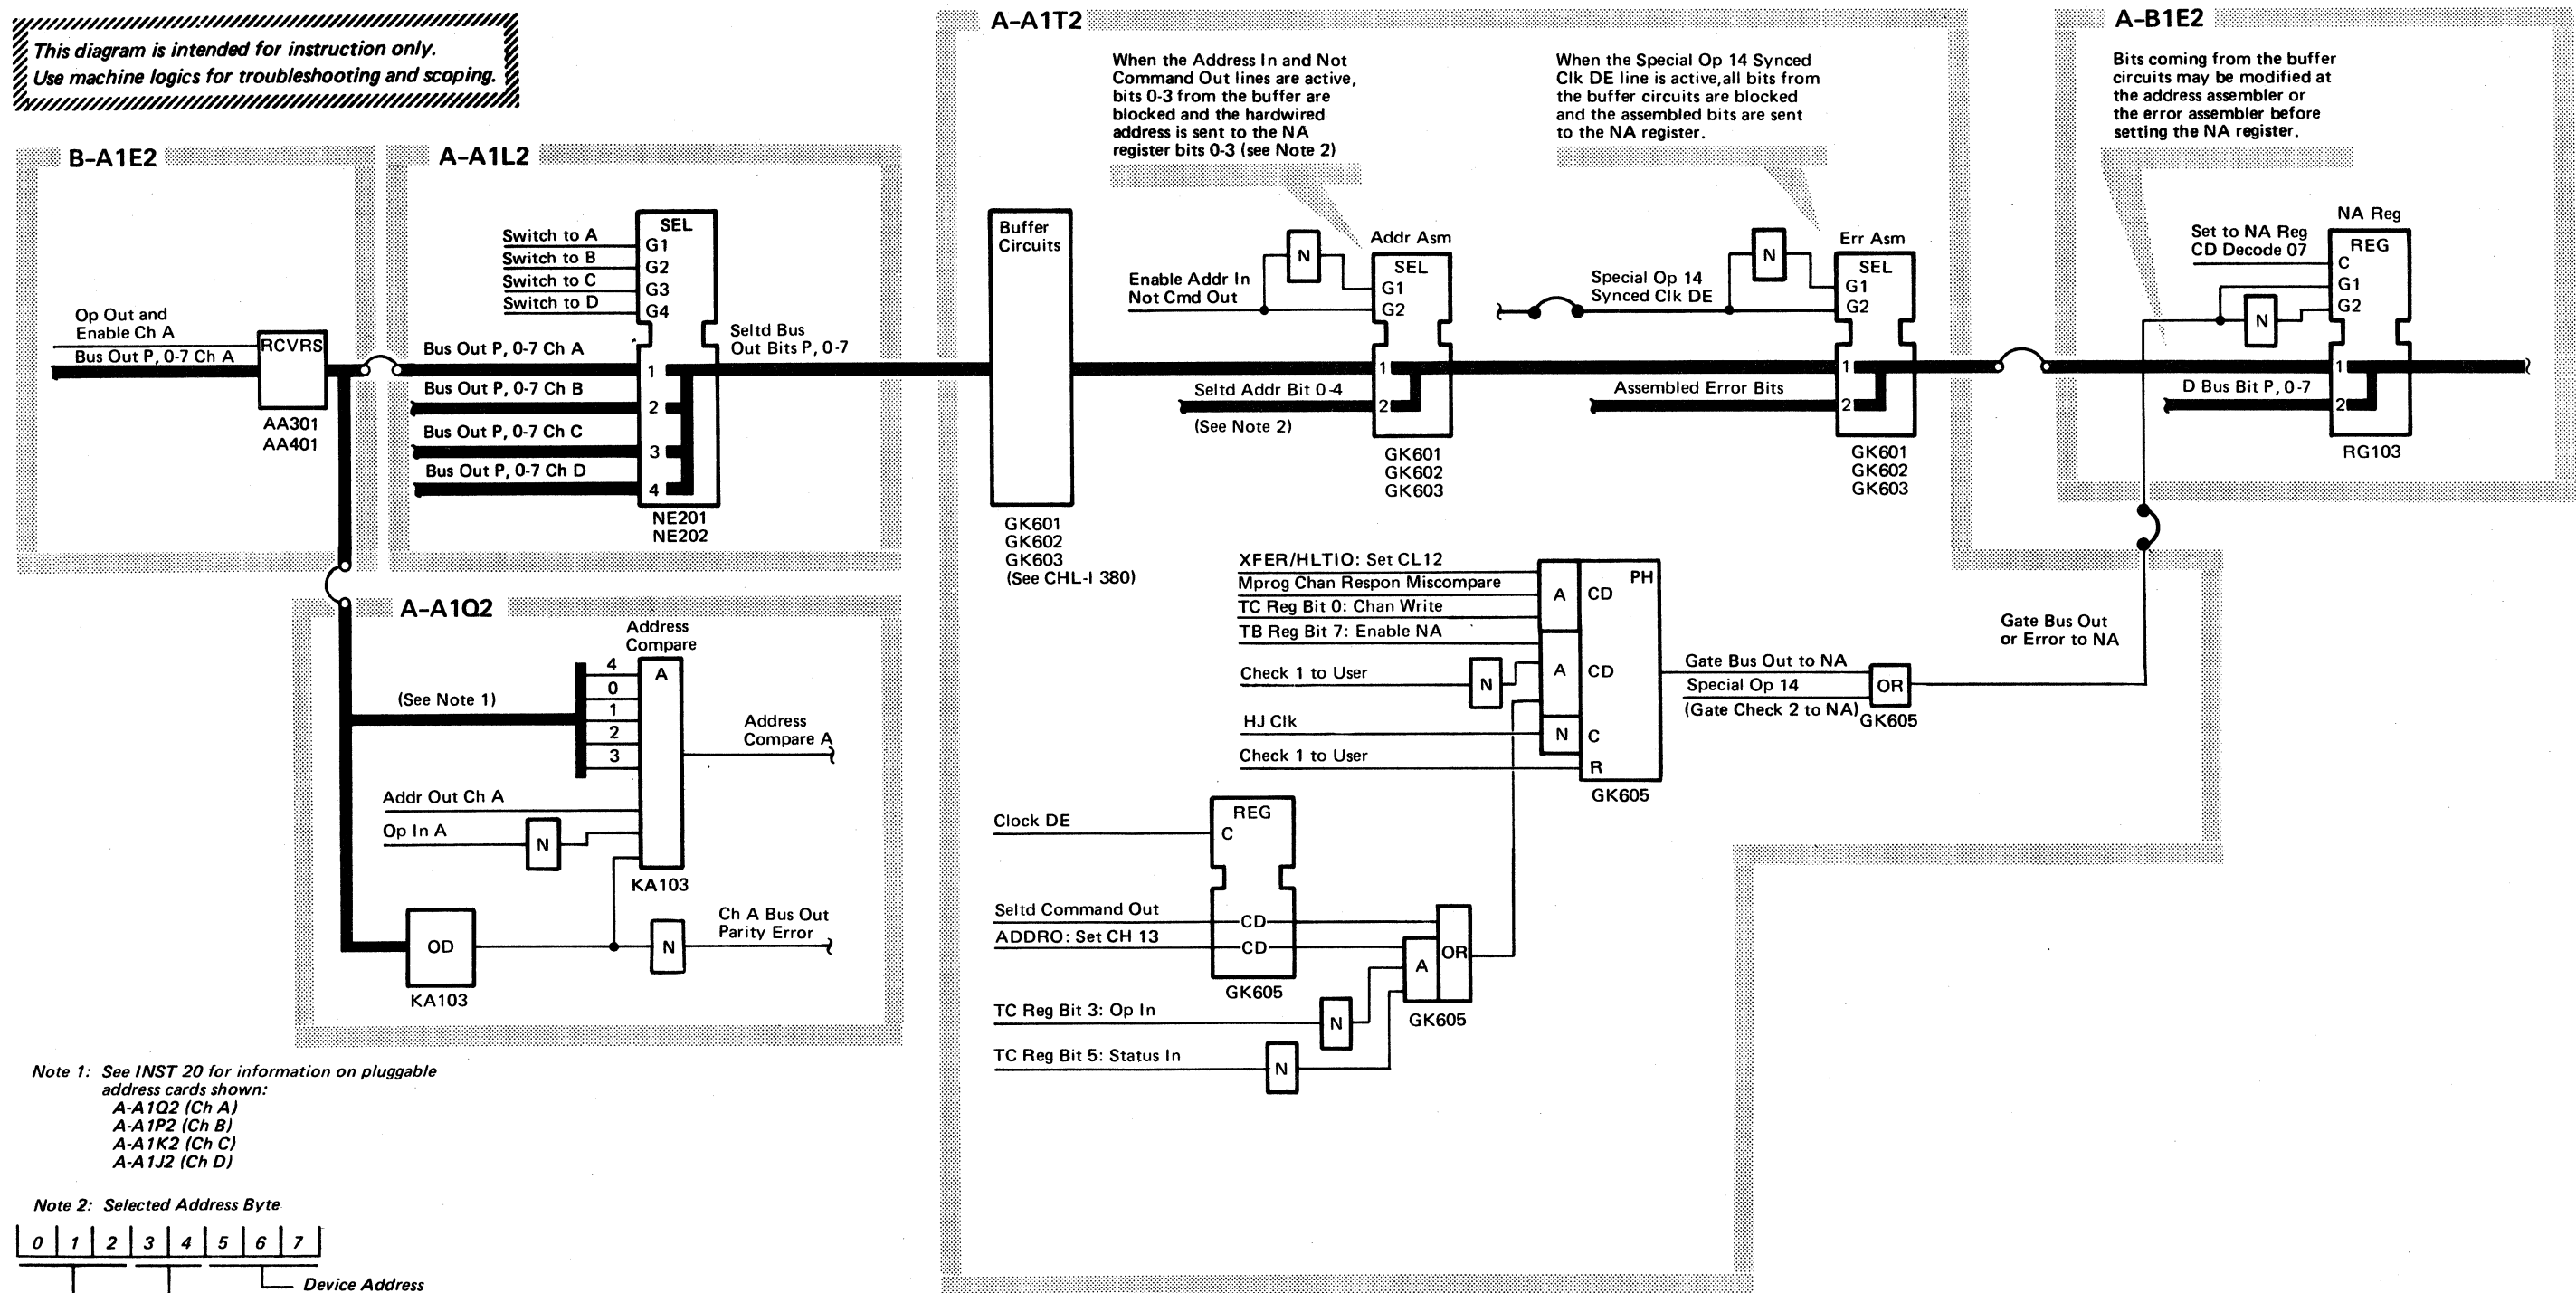 This diagram is intended for instruction only.
Use machine logics for troubleshooting and scoping.
B-A1E2
Op Out and
Enable Ch A
Bus Out P, 0-7 Ch A
RCVRS
AA301
AA401
A-A1L2
Switch to A
Switch to B
Switch to C
Switch to D
SEL
G1
G2
G3
G4
Bus Out P, 0-7 Ch A
Bus Out P, 0-7 Ch B
Bus Out P, 0-7 Ch C
Bus Out P, 0-7 Ch D
1
2
3
4
Seltd Bus
Out Bits P, 0-7
NE201
NE202
A-A1Q2
Address
Compare
(See Note 1)
4
0
1
2
3
A
Address
Compare A
Addr Out Ch A
Op In A
N
KA103
OD
KA103
N
Ch A Bus Out
Parity Error
A-A1T2
When the Address In and Not
Command Out lines are active,
bits 0-3 from the buffer are
blocked and the hardwired
address is sent to the NA
register bits 0-3 (see Note 2)
When the Special Op 14 Synced
Clk DE line is active,all bits from
the buffer circuits are blocked
and the assembled bits are sent
to the NA register.
Buffer
Circuits
GK601
GK602
GK603
(See CHL-I 380)
Enable Addr In
Not Cmd Out
N
Addr Asm
SEL
G1
G2
1
2
Seltd Addr Bit 0-4
(See Note 2)
GK601
GK602
GK603
Special Op 14
Synced Clk DE
N
Err Asm
SEL
G1
G2
1
2
Assembled Error Bits
GK601
GK602
GK603
XFER/HLTIO: Set CL12
Mprog Chan Respon Miscompare
TC Reg Bit 0: Chan Write
TB Reg Bit 7: Enable NA
Check 1 to User
N
HJ Clk
Check 1 to User
A
A
N
PH
CD
CD
C
R
GK605
Gate Bus Out to NA
Special Op 14
(Gate Check 2 to NA)
OR
GK605
Gate Bus Out
or Error to NA
Clock DE
REG
C
Seltd Command Out
ADDRO: Set CH 13
CD
CD
GK605
TC Reg Bit 3: Op In
N
TC Reg Bit 5: Status In
N
A
OR
GK605
A-B1E2
Bits coming from the buffer
circuits may be modified at
the address assembler or
the error assembler before
setting the NA register.
NA Reg
Set to NA Reg
CD Decode 07
REG
C
G1
G2
N
1
2
D Bus Bit P, 0-7
RG103
Note 1: See INST 20 for information on pluggable
address cards shown:
A-A1Q2 (Ch A)
A-A1P2 (Ch B)
A-A1K2 (Ch C)
A-A1J2 (Ch D)
Note 2: Selected Address Byte
0 1 2 3 4 5 6 7
Device Address